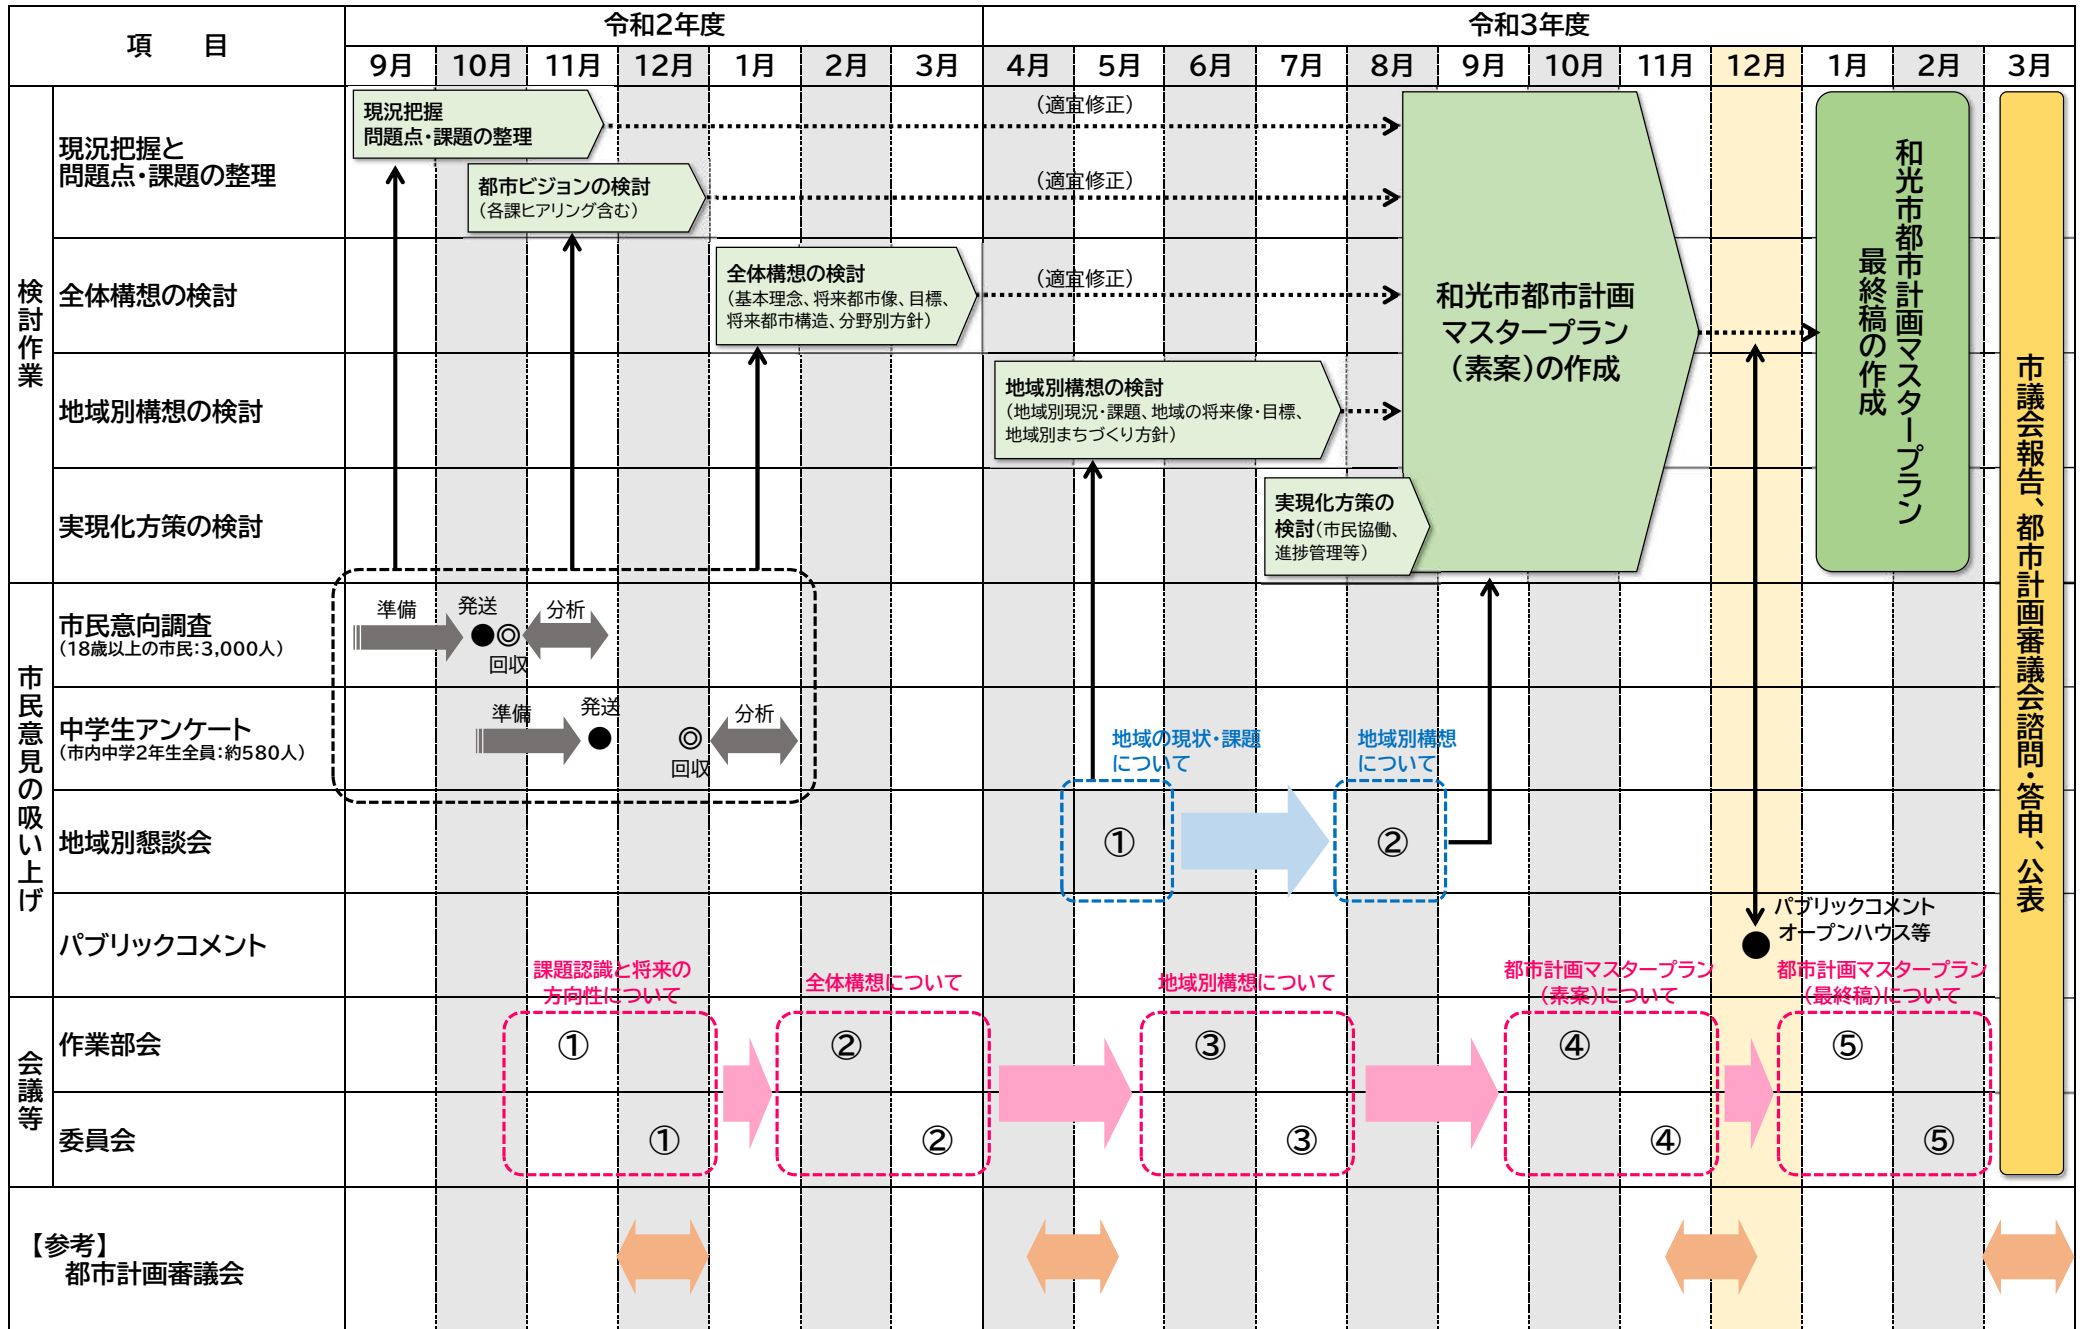 項　目
令和2年度
令和3年度
9月 10月 11月 12月 1月 2月 3月 4月 5月 6月 7月 8月 9月 10月 11月 12月 1月 2月 3月
検討作業
現況把握と
問題点・課題の整理
現況把握
問題点・課題の整理
（適宜修正）
都市ビジョンの検討
（各課ヒアリング含む）
（適宜修正）
全体構想の検討
全体構想の検討
（基本理念、将来都市像、目標、
将来都市構造、分野別方針）
（適宜修正）
地域別構想の検討
地域別構想の検討
（地域別現況・課題、地域の将来像・目標、
地域別まちづくり方針）
実現化方策の検討
実現化方策の
検討（市民協働、
進捗管理等）
和光市都市計画
マスタープラン
（素案）の作成
和光市都市計画マスタープラン
最終稿の作成
市議会報告、都市計画審議会諮問・答申、公表
市民意見の吸い上げ
市民意向調査
（18歳以上の市民：3,000人）
準備
発送
回収
分析
中学生アンケート
（市内中学2年生全員：約580人）
準備
発送
回収
分析
地域別懇談会
地域の現状・課題
について
①
地域別構想
について
②
パブリックコメント
パブリックコメント
オープンハウス等
会議等
課題認識と将来の
方向性について
全体構想について
地域別構想について
都市計画マスタープラン
（素案）について
都市計画マスタープラン
（最終稿）について
作業部会
① ② ③ ④ ⑤
委員会
① ② ③ ④ ⑤
【参考】
都市計画審議会